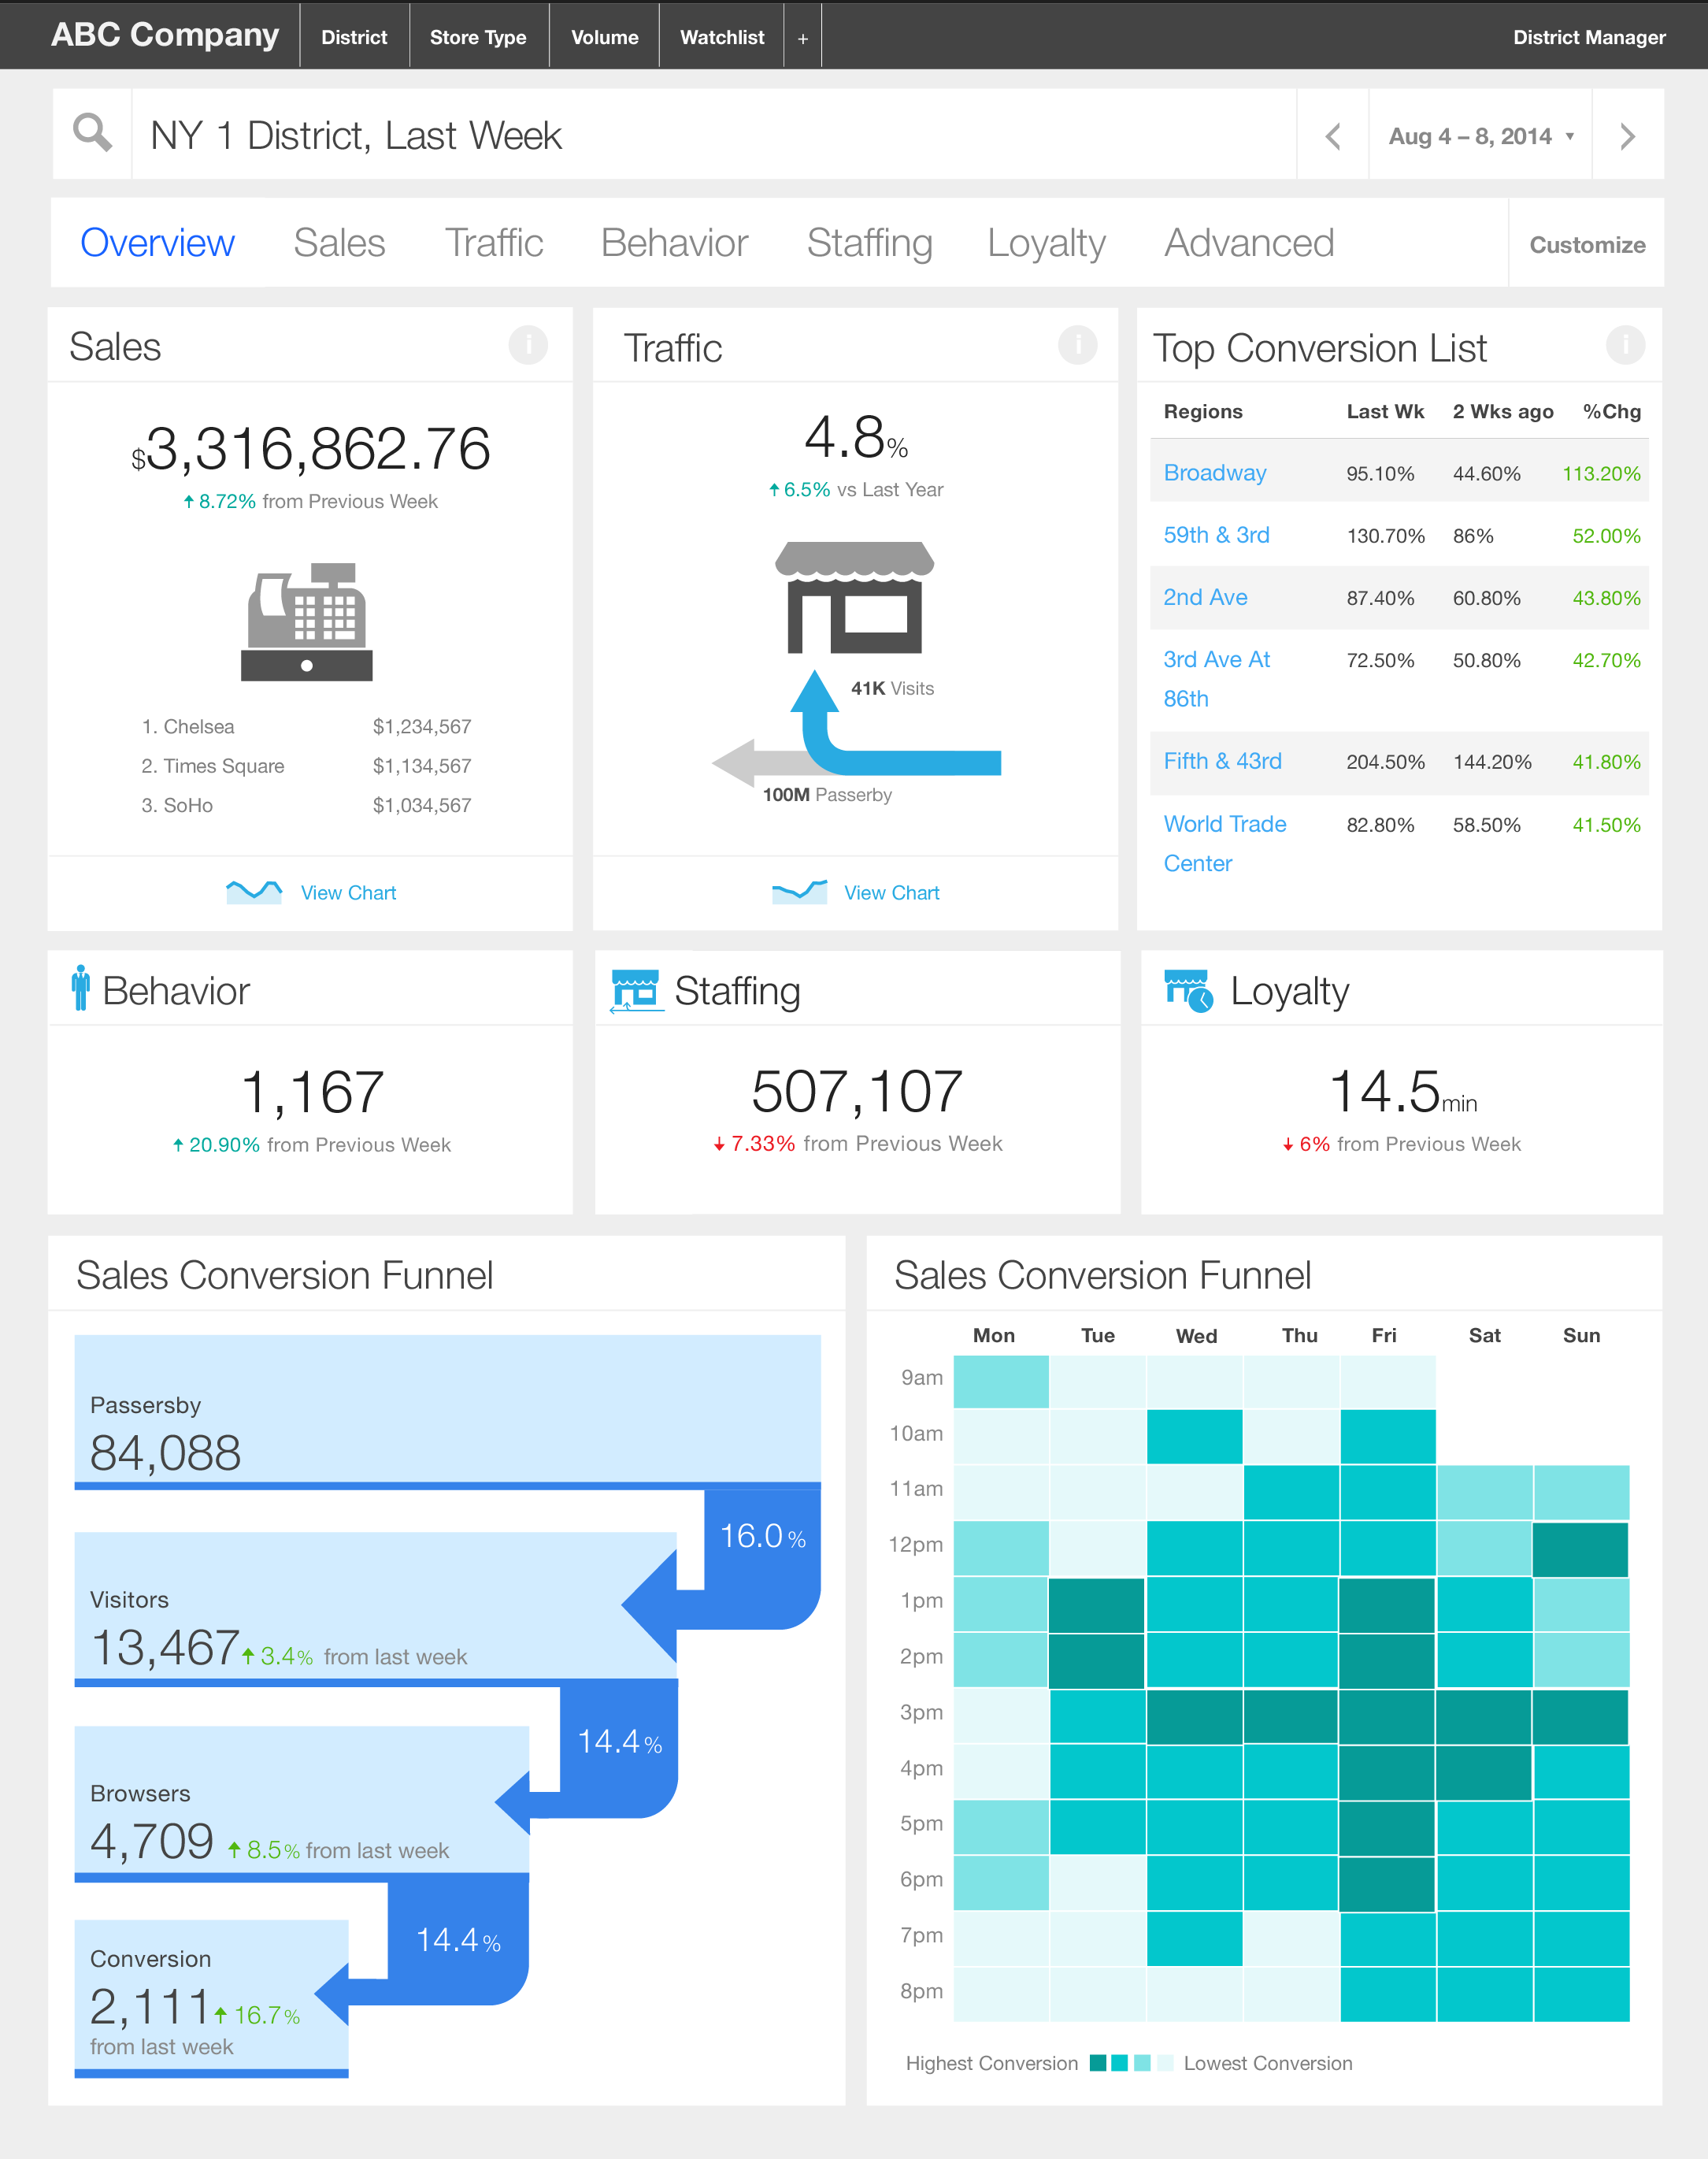 ABC Company District Store Type Volume Watchlist + District Manager
NY 1 District, Last Week Aug 4 – 8, 2014 ▾
Overview Sales Traffic Behavior Staffing Loyalty Advanced Customize
Sales i
$3,316,862.76
8.72% from Previous Week
1. Chelsea $1,234,567
2. Times Square $1,134,567
3. SoHo $1,034,567
View Chart
Traffic i
4.8%
6.5% vs Last Year
41K Visits
100M Passerby
View Chart
Top Conversion List i
Regions Last Wk 2 Wks ago %Chg
Broadway 95.10% 44.60% 113.20%
59th & 3rd 130.70% 86% 52.00%
2nd Ave 87.40% 60.80% 43.80%
3rd Ave At 72.50% 50.80% 42.70%
86th
Fifth & 43rd 204.50% 144.20% 41.80%
World Trade 82.80% 58.50% 41.50%
Center
Behavior
1,167
20.90% from Previous Week
Staffing
507,107
7.33% from Previous Week
Loyalty
14.5min
6% from Previous Week
Sales Conversion Funnel
Passersby
84,088
16.0%
Visitors
13,467 3.4% from last week
14.4%
Browsers
4,709 8.5% from last week
14.4%
Conversion
2,111 16.7%
from last week
Sales Conversion Funnel
Mon Tue Wed Thu Fri Sat Sun
9am
10am
11am
12pm
1pm
2pm
3pm
4pm
5pm
6pm
7pm
8pm
Highest Conversion Lowest Conversion